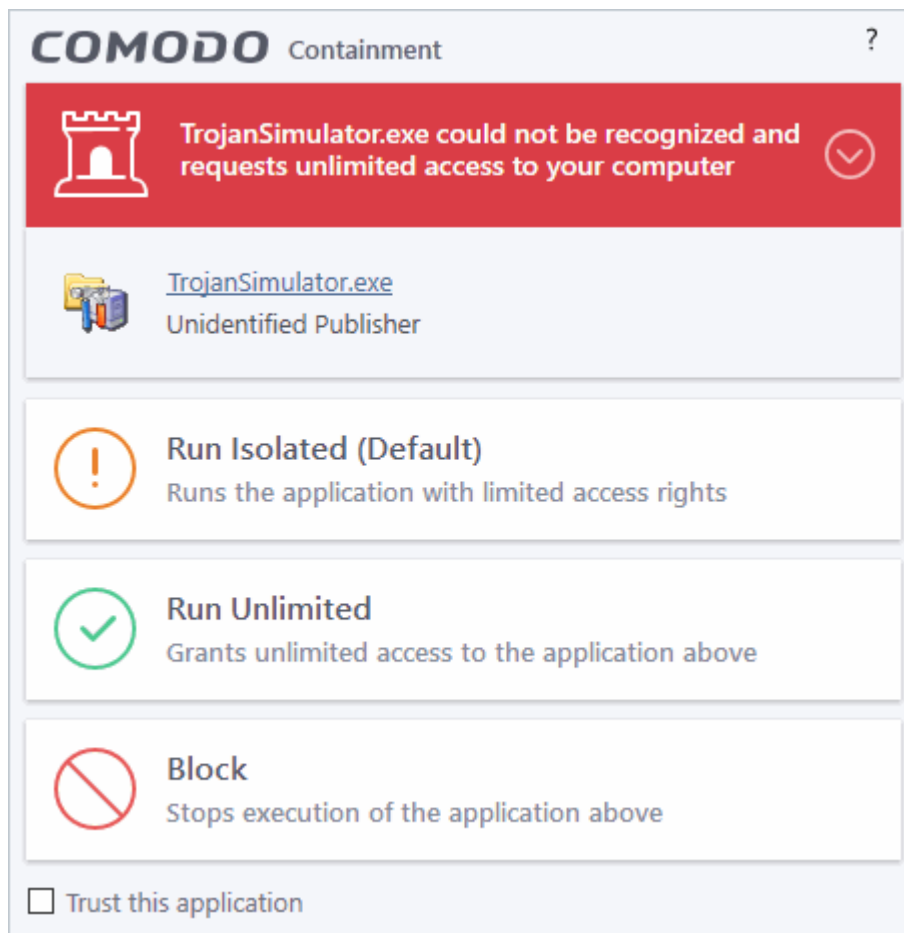 COMODO Containment ?
TrojanSimulator.exe could not be recognized and
requests unlimited access to your computer
TrojanSimulator.exe
Unidentified Publisher
Run Isolated (Default)
Runs the application with limited access rights
Run Unlimited
Grants unlimited access to the application above
Block
Stops execution of the application above
Trust this application